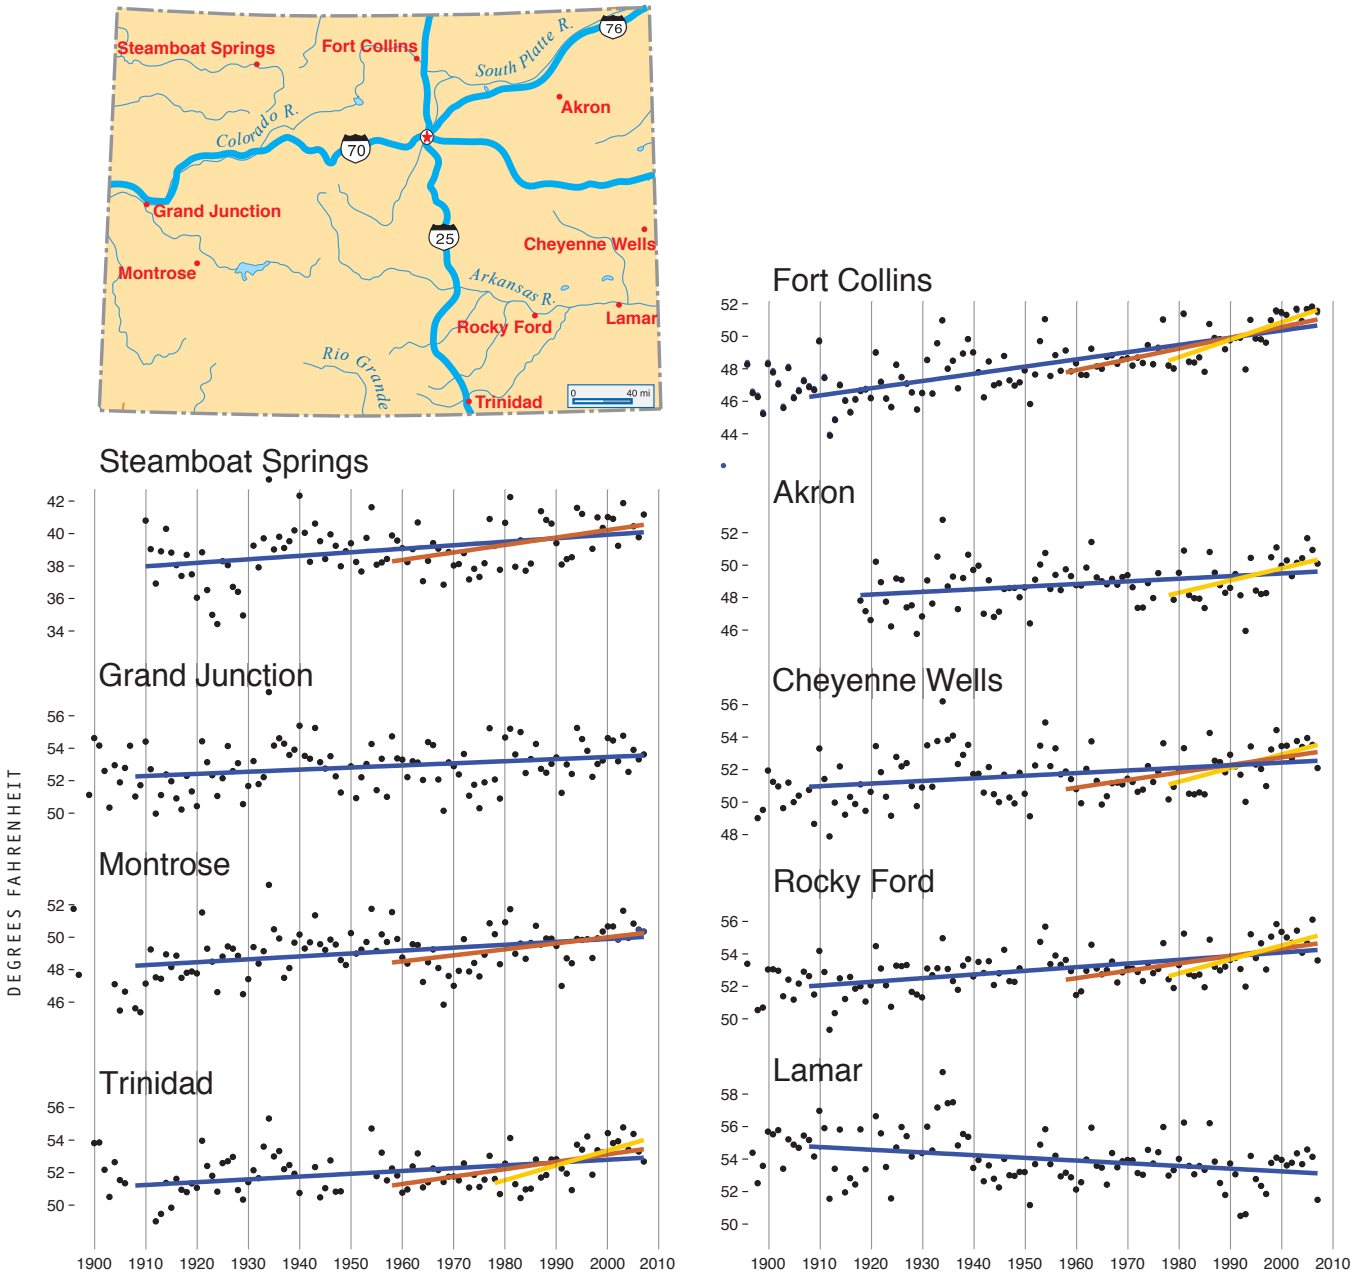 Steamboat Springs
Fort Collins
South Platte R.
76
Akron
Colorado R.
70
Grand Junction
25
Cheyenne Wells
Montrose
Arkansas R.
Rocky Ford
Lamar
Rio Grande
0 40 mi
Trinidad
DEGREES FAHRENHEIT
Steamboat Springs
42
40
38
36
34
Grand Junction
56
54
52
50
Montrose
52
50
48
46
Trinidad
56
54
52
50
1900 1910 1920 1930 1940 1950 1960 1970 1980 1990 2000 2010
Fort Collins
52
50
48
46
44
Akron
52
50
48
46
Cheyenne Wells
56
54
52
50
48
Rocky Ford
56
54
52
50
Lamar
58
56
54
52
50
1900 1910 1920 1930 1940 1950 1960 1970 1980 1990 2000 2010